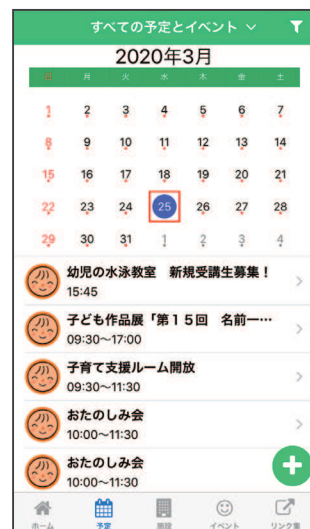 すべての予定とイベント
2020年3月
日 月 火 水 木 金 土
1 2 3 4 5 6 7
8 9 10 11 12 13 14
15 16 17 18 19 20 21
22 23 24 25 26 27 28
29 30 31 1 2 3 4
幼児の水泳教室　新規受講生募集！
15:45
子ども作品展「第１５回　名前一…
09:30～17:00
子育て支援ルーム開放
09:30～11:30
おたのしみ会
10:00～11:30
おたのしみ会
10:00～11:30
ホーム 予定 施設 イベント リンク集